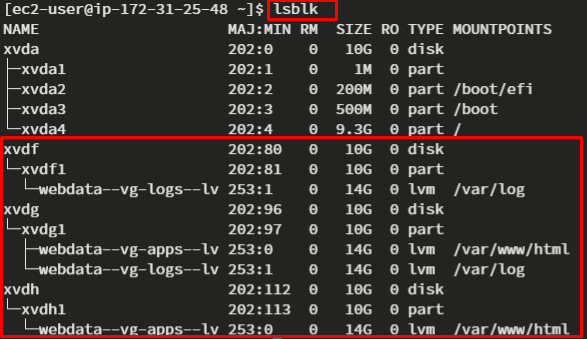 [ec2-user@ip-172-31-25-48 ~]$ lsblk
NAME MAJ:MIN RM SIZE RO TYPE MOUNTPOINTS
xvda 202:0 0 10G 0 disk
├─xvda1 202:1 0 1M 0 part
├─xvda2 202:2 0 200M 0 part /boot/efi
├─xvda3 202:3 0 500M 0 part /boot
└─xvda4 202:4 0 9.3G 0 part /
xvdf 202:80 0 10G 0 disk
└─xvdf1 202:81 0 10G 0 part
└─webdata--vg-logs--lv 253:1 0 14G 0 lvm /var/log
xvdg 202:96 0 10G 0 disk
└─xvdg1 202:97 0 10G 0 part
├─webdata--vg-apps--lv 253:0 0 14G 0 lvm /var/www/html
└─webdata--vg-logs--lv 253:1 0 14G 0 lvm /var/log
xvdh 202:112 0 10G 0 disk
└─xvdh1 202:113 0 10G 0 part
└─webdata--vg-apps--lv 253:0 0 14G 0 lvm /var/www/html